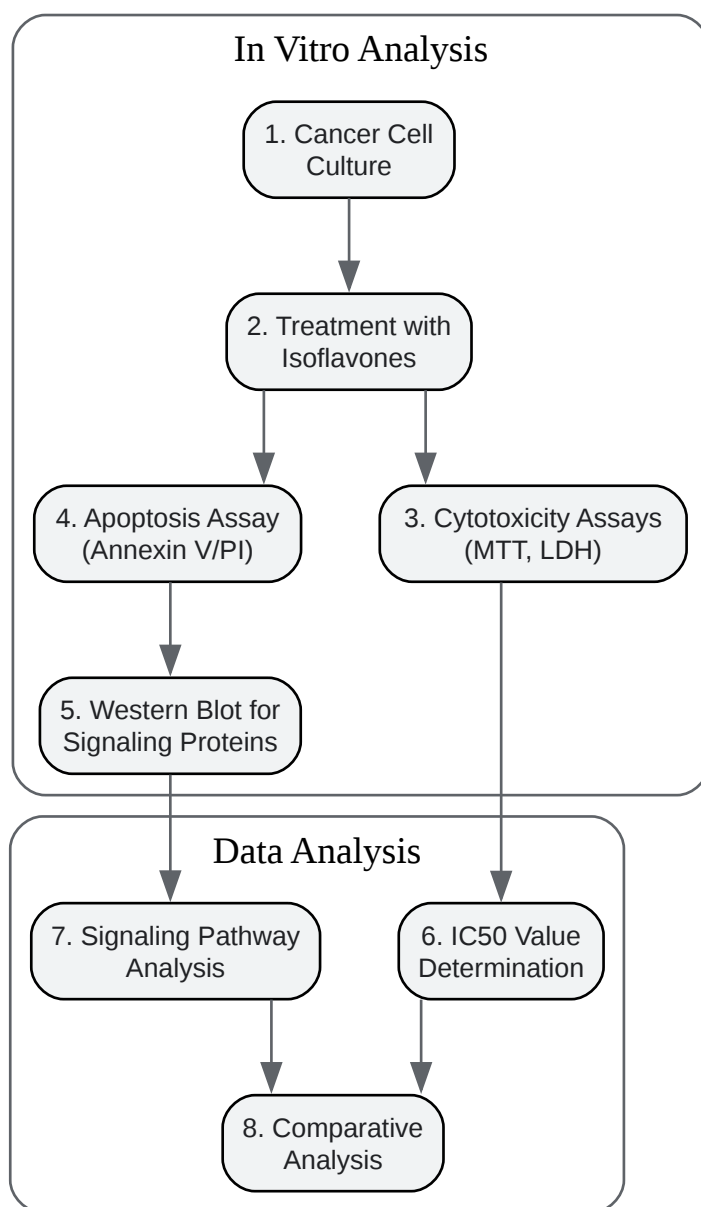 In Vitro Analysis
1. Cancer Cell
Culture
2. Treatment with
Isoflavones
4. Apoptosis Assay
(Annexin V/PI)
3. Cytotoxicity Assays
(MTT, LDH)
5. Western Blot for
Signaling Proteins
Data Analysis
7. Signaling Pathway
Analysis
6. IC50 Value
Determination
8. Comparative
Analysis